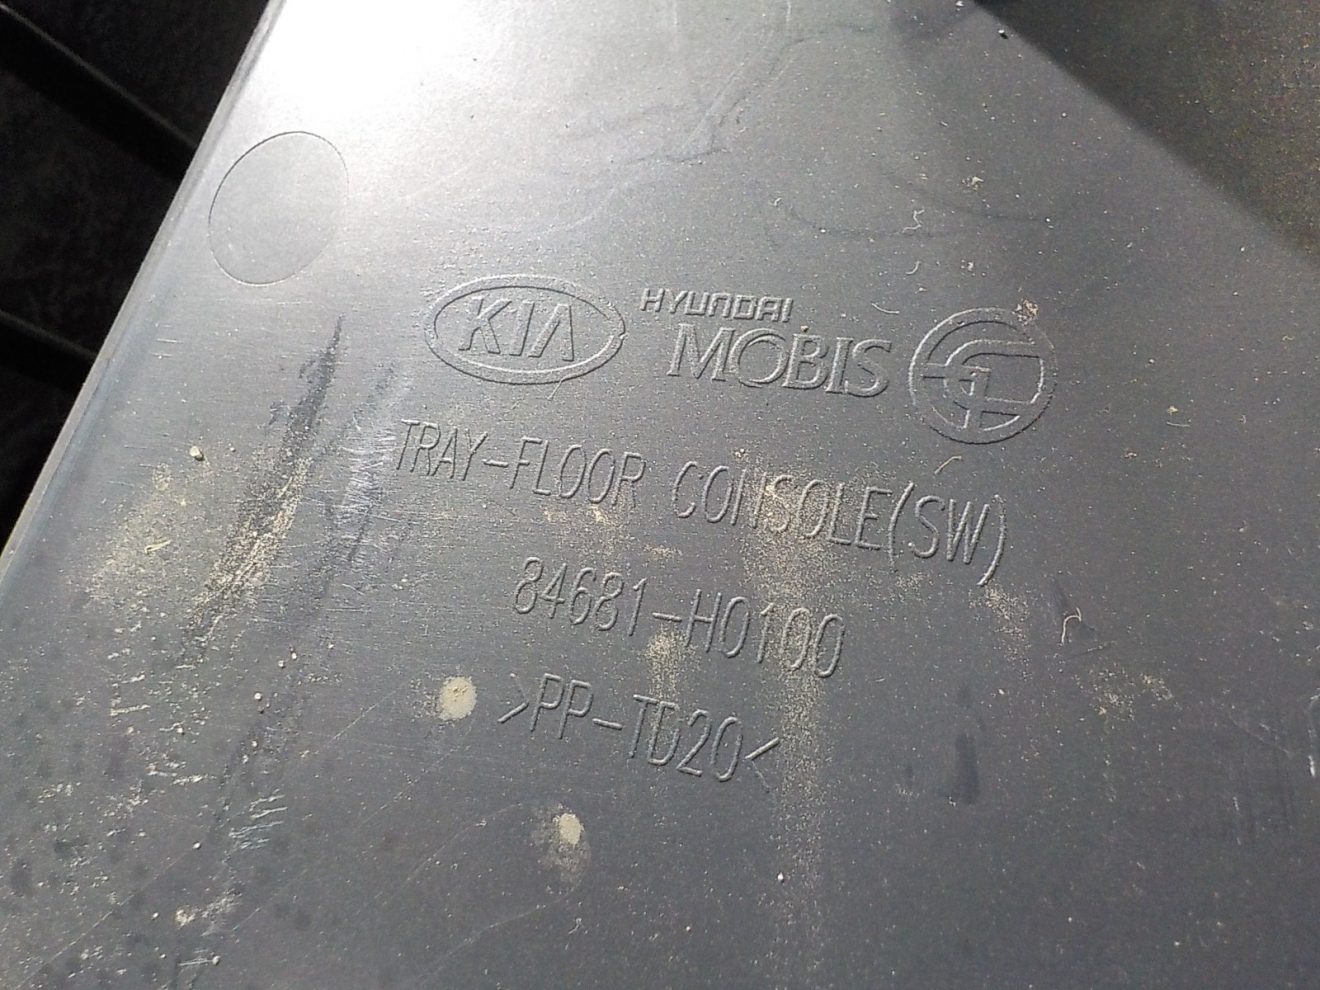 KIA HYUNDAI MOBIS
TRAY-FLOOR CONSOLE(SW)
84681-H0100
>PP-TD20<